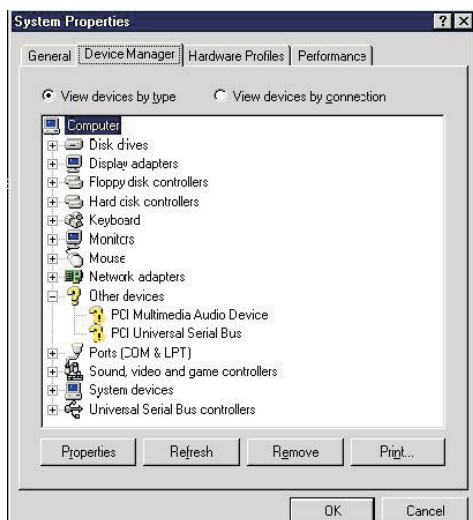 System Properties
General Device Manager Hardware Profiles Performance
View devices by type View devices by connection
Computer
Disk drives
Display adapters
Floppy disk controllers
Hard disk controllers
Keyboard
Monitors
Mouse
Network adapters
Other devices
PCI Multimedia Audio Device
PCI Universal Serial Bus
Ports (COM & LPT)
Sound, video and game controllers
System devices
Universal Serial Bus controllers
Properties Refresh Remove Print...
OK Cancel